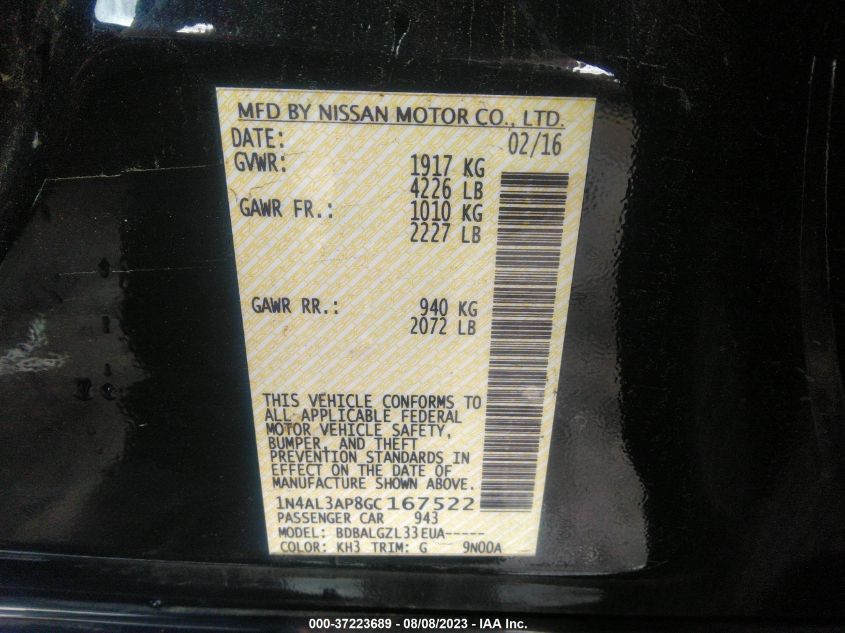 MFD BY NISSAN MOTOR CO., LTD.
DATE: 02/16
GVWR: 1917 KG
4226 LB
GAWR FR.: 1010 KG
2227 LB
GAWR RR.: 940 KG
2072 LB
THIS VEHICLE CONFORMS TO
ALL APPLICABLE FEDERAL
MOTOR VEHICLE SAFETY,
BUMPER, AND THEFT
PREVENTION STANDARDS IN
EFFECT ON THE DATE OF
MANUFACTURE SHOWN ABOVE.
1N4AL3AP8GC167522
PASSENGER CAR 943
MODEL: BDBALGZL33EUA-----
COLOR: KH3 TRIM: G 9N00A
000-37223689 - 08/08/2023 - IAA Inc.